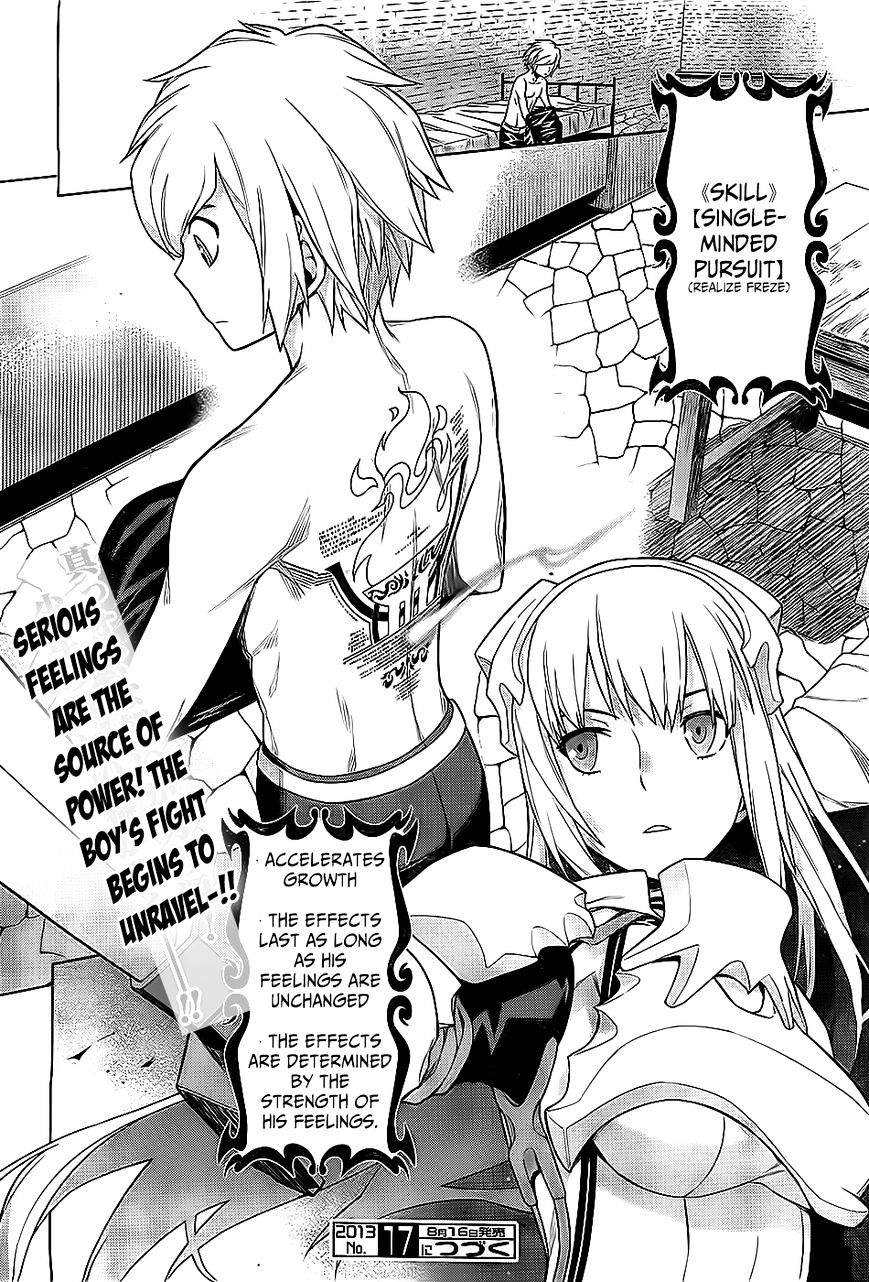 《SKILL》
【SINGLE-
MINDED
PURSUIT】
(REALIZE FREZE)
SERIOUS
FEELINGS
ARE THE
SOURCE OF
POWER! THE
BOY'S FIGHT
BEGINS TO
UNRAVEL-!!
· ACCELERATES
GROWTH
· THE EFFECTS
LAST AS LONG
AS HIS
FEELINGS ARE
UNCHANGED
· THE EFFECTS
ARE DETERMINED
BY THE
STRENGTH OF
HIS FEELINGS.
2013
No. 17 に
8月16日発売
つづく